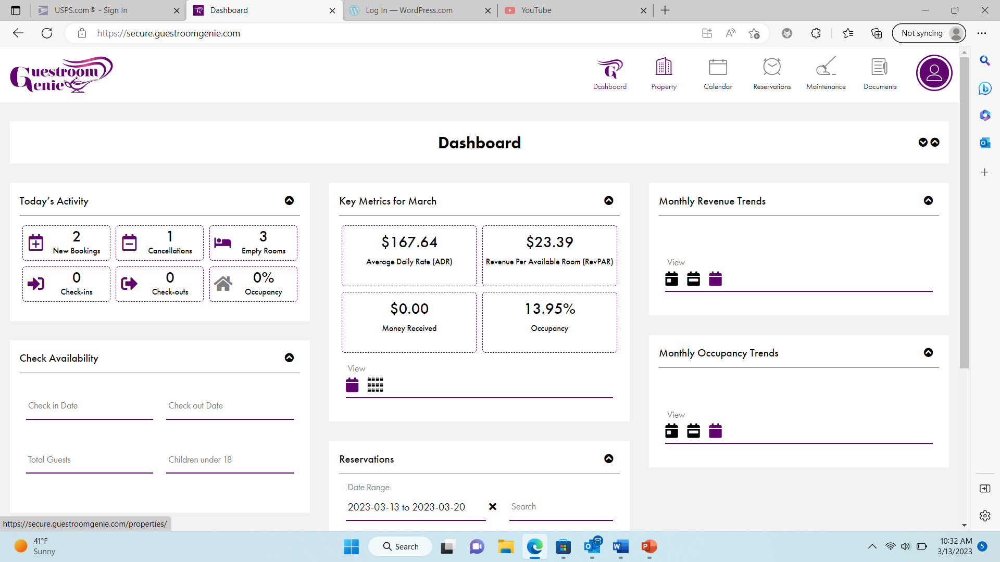 USPS.com® - Sign In
Dashboard
Log In — WordPress.com
YouTube
https://secure.guestroomgenie.com
Not syncing
Guestroom
Genie
Dashboard
Property
Calendar
Reservations
Maintenance
Documents
Dashboard
Today's Activity
2
New Bookings
1
Cancellations
3
Empty Rooms
0
Check-ins
0
Check-outs
0%
Occupancy
Check Availability
Check in Date
Check out Date
Total Guests
Children under 18
Key Metrics for March
$167.64
Average Daily Rate (ADR)
$23.39
Revenue Per Available Room (RevPAR)
$0.00
Money Received
13.95%
Occupancy
View
Reservations
Date Range
2023-03-13 to 2023-03-20
Search
Monthly Revenue Trends
View
Monthly Occupancy Trends
View
https://secure.guestroomgenie.com/properties/
41°F
Sunny
Search
10:32 AM
3/13/2023
5